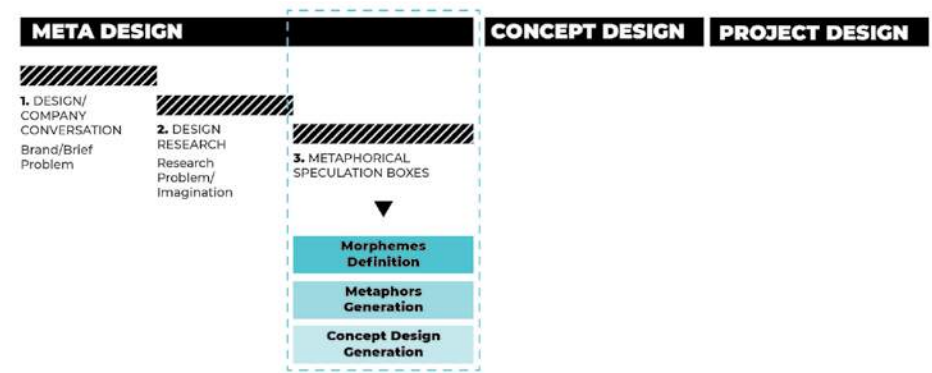 META DESIGN
CONCEPT DESIGN
PROJECT DESIGN
1. DESIGN/
COMPANY
CONVERSATION
Brand/Brief
Problem
2. DESIGN
RESEARCH
Research
Problem/
Imagination
3. METAPHORICAL
SPECULATION BOXES
Morphemes
Definition
Metaphors
Generation
Concept Design
Generation